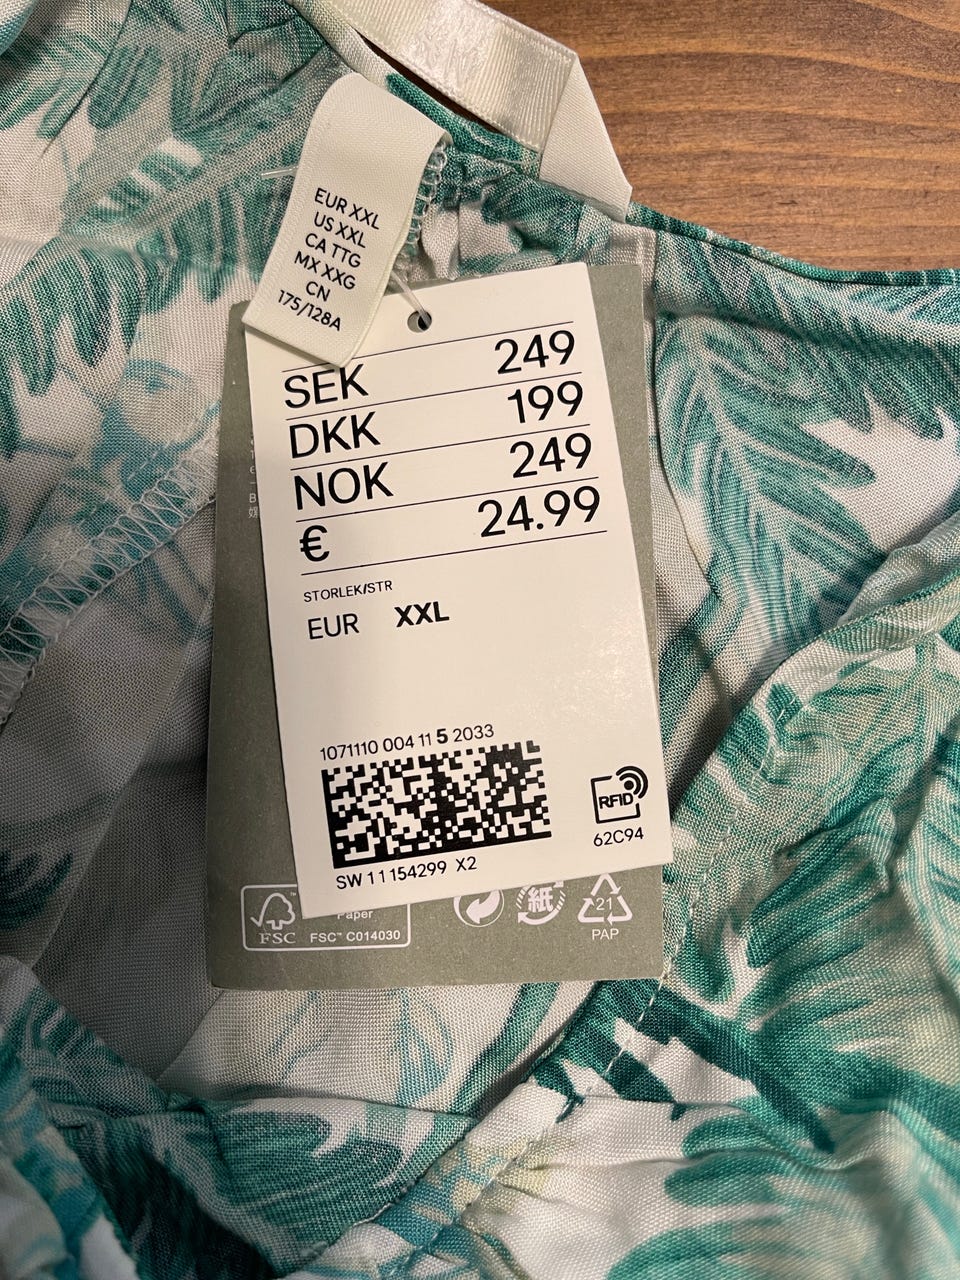 EUR XXL
US XXL
CA TTG
MX XXG
CN
175/128A
SEK 249
DKK 199
NOK 249
€ 24.99
STORLEK/STR
EUR XXL
1071110 004 11 5 2033
RFID
62C94
SW 11154299 X2
Paper
FSC™ C014030
FSC
紙
21
PAP